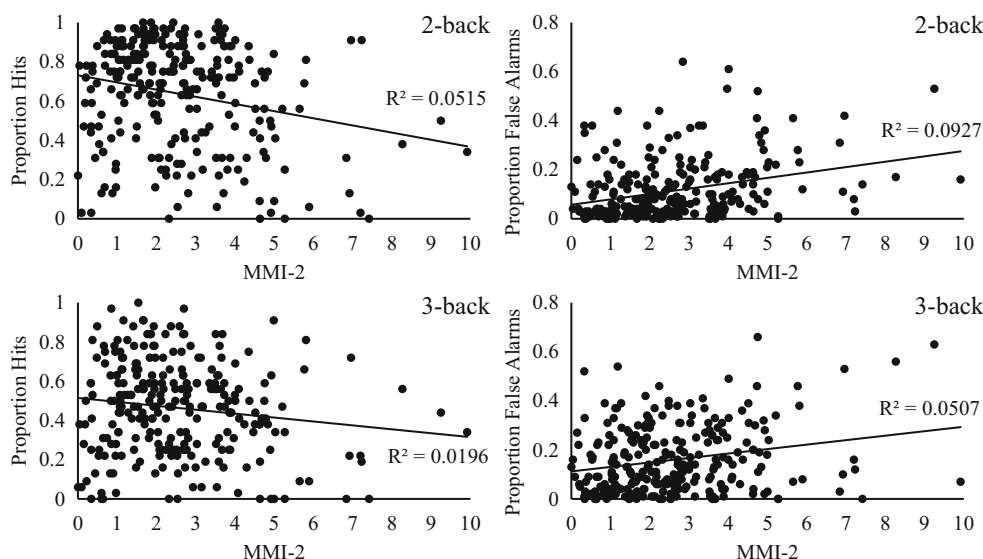 2-back
Proportion Hits
1
0.8
0.6
0.4
0.2
0
R² = 0.0515
0 1 2 3 4 5 6 7 8 9 10
MMI-2
2-back
Proportion False Alarms
0.8
0.6
0.4
0.2
0
R² = 0.0927
0 1 2 3 4 5 6 7 8 9 10
MMI-2
3-back
Proportion Hits
1
0.8
0.6
0.4
0.2
0
R² = 0.0196
0 1 2 3 4 5 6 7 8 9 10
MMI-2
3-back
Proportion False Alarms
0.8
0.6
0.4
0.2
0
R² = 0.0507
0 1 2 3 4 5 6 7 8 9 10
MMI-2